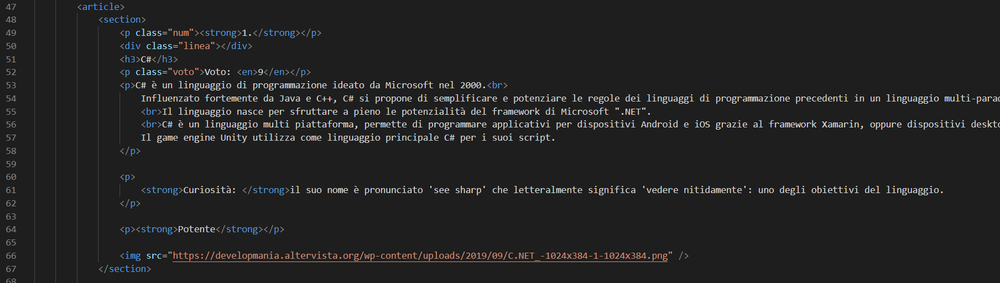 47 <article>
48 <section>
49 <p class="num"><strong>1.</strong></p>
50 <div class="linea"></div>
51 <h3>C#</h3>
52 <p class="voto">Voto: <en>9</en></p>
53 <p>C# è un linguaggio di programmazione ideato da Microsoft nel 2000.<br>
54 Influenzato fortemente da Java e C++, C# si propone di semplificare e potenziare le regole dei linguaggi di programmazione precedenti in un linguaggio multi-parad
55 <br>Il linguaggio nasce per sfruttare a pieno le potenzialità del framework di Microsoft ".NET".
56 <br>C# è un linguaggio multi piattaforma, permette di programmare applicativi per dispositivi Android e iOS grazie al framework Xamarin, oppure dispositivi deskto
57 Il game engine Unity utilizza come linguaggio principale C# per i suoi script.
58 </p>
59
60 <p>
61 <strong>Curiosità: </strong>il suo nome è pronunciato 'see sharp' che letteralmente significa 'vedere nitidamente': uno degli obiettivi del linguaggio.
62 </p>
63
64 <p><strong>Potente</strong></p>
65
66 <img src="https://developmania.altervista.org/wp-content/uploads/2019/09/C.NET_-1024x384-1-1024x384.png" />
67 </section>
68